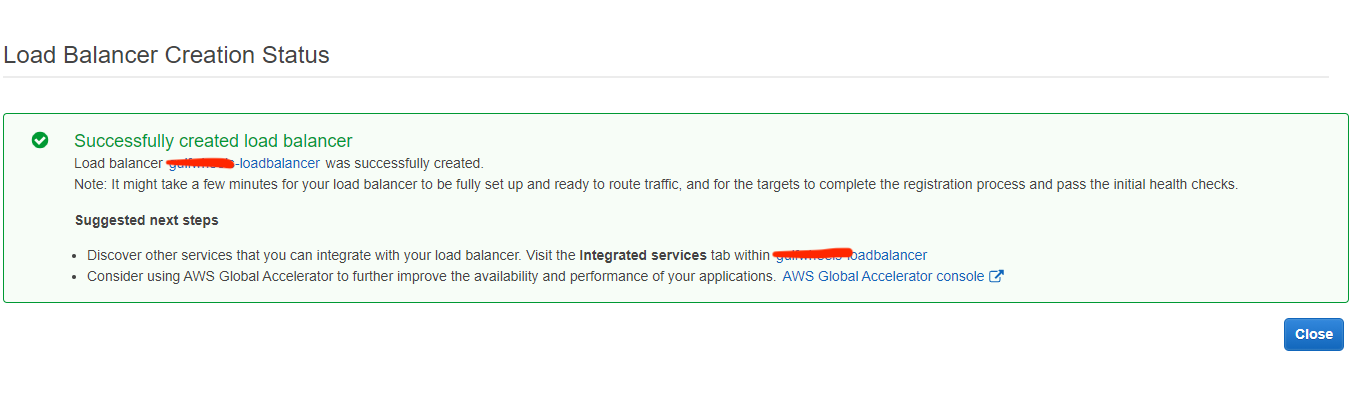 Load Balancer Creation Status
Successfully created load balancer
Load balancer -loadbalancer was successfully created.
Note: It might take a few minutes for your load balancer to be fully set up and ready to route traffic, and for the targets to complete the registration process and pass the initial health checks.
Suggested next steps
Discover other services that you can integrate with your load balancer. Visit the Integrated services tab within loadbalancer
Consider using AWS Global Accelerator to further improve the availability and performance of your applications. AWS Global Accelerator console
Close